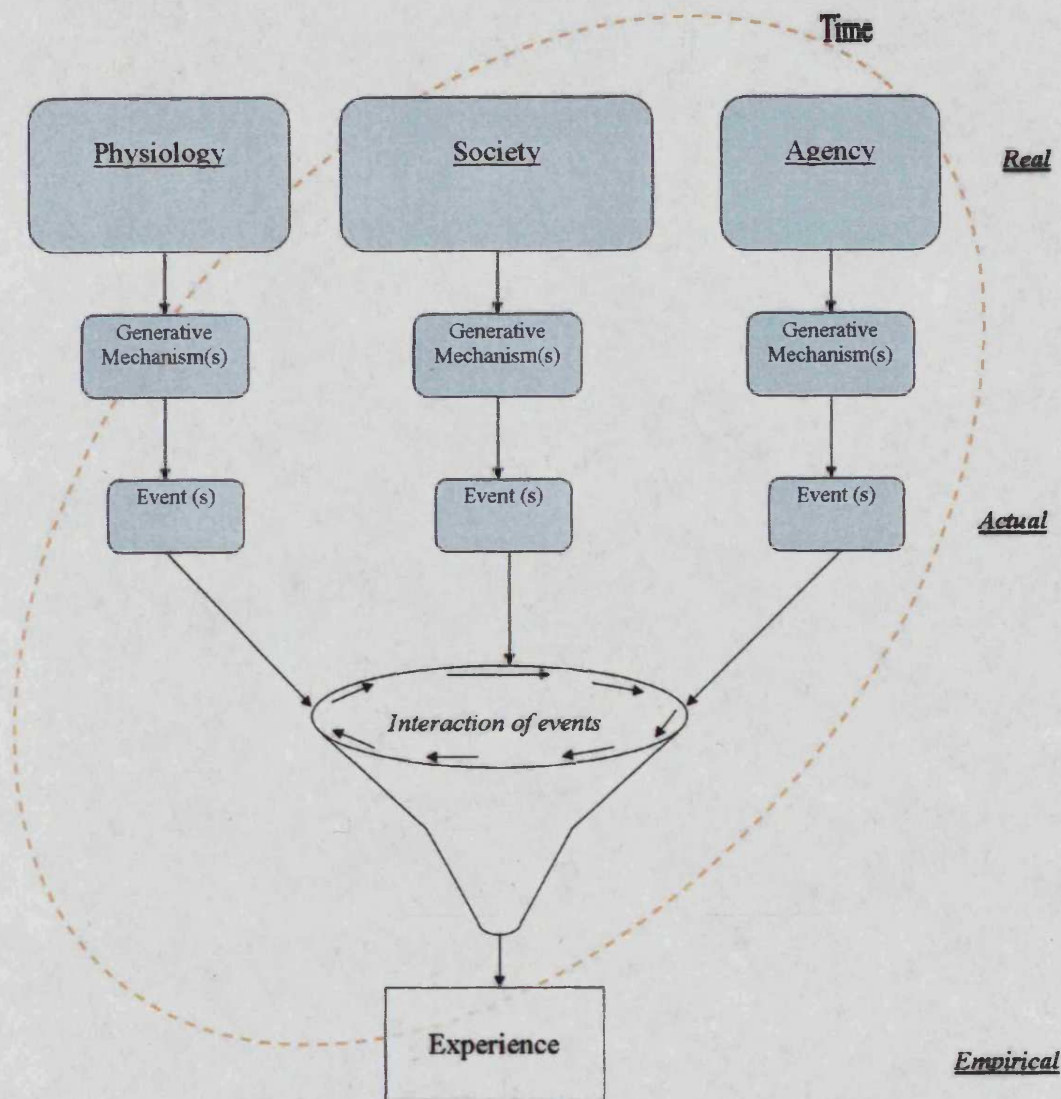 Time
Physiology
Society
Agency
Real
Generative
Mechanism(s)
Generative
Mechanism(s)
Generative
Mechanism(s)
Event (s)
Event (s)
Event (s)
Actual
Interaction of events
Experience
Empirical